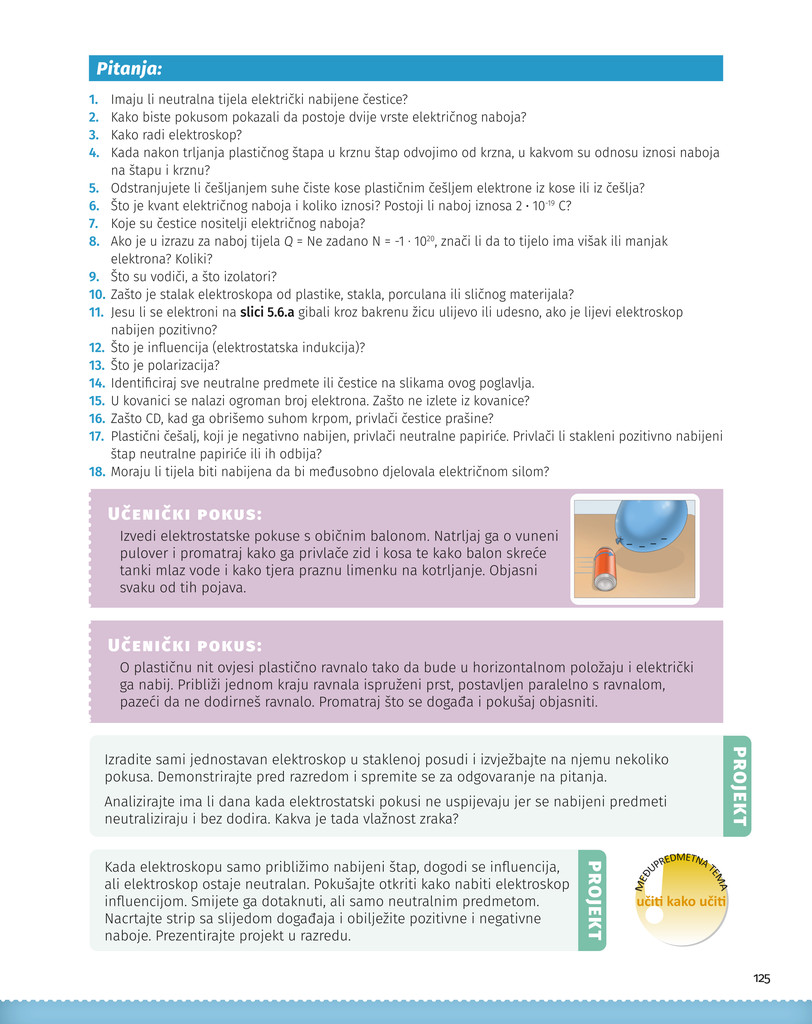 Pitanja:
1. Imaju li neutralna tijela električki nabijene čestice?
2. Kako biste pokusom pokazali da postoje dvije vrste električnog naboja?
3. Kako radi elektroskop?
4. Kada nakon trljanja plastičnog štapa u krznu štap odvojimo od krzna, u kakvom su odnosu iznosi naboja
na štapu i krznu?
5. Odstranjujete li češljanjem suhe čiste kose plastičnim češljem elektrone iz kose ili iz češlja?
6. Što je kvant električnog naboja i koliko iznosi? Postoji li naboj iznosa 2 · 10⁻¹⁹ C?
7. Koje su čestice nositelji električnog naboja?
8. Ako je u izrazu za naboj tijela Q = Ne zadano N = -1 · 10²⁰, znači li da to tijelo ima višak ili manjak
elektrona? Koliki?
9. Što su vodiči, a što izolatori?
10. Zašto je stalak elektroskopa od plastike, stakla, porculana ili sličnog materijala?
11. Jesu li se elektroni na slici 5.6.a gibali kroz bakrenu žicu ulijevo ili udesno, ako je lijevi elektroskop
nabijen pozitivno?
12. Što je influencija (elektrostatska indukcija)?
13. Što je polarizacija?
14. Identificiraj sve neutralne predmete ili čestice na slikama ovog poglavlja.
15. U kovanici se nalazi ogroman broj elektrona. Zašto ne izlete iz kovanice?
16. Zašto CD, kad ga obrišemo suhom krpom, privlači čestice prašine?
17. Plastični češalj, koji je negativno nabijen, privlači neutralne papiriće. Privlači li stakleni pozitivno nabijeni
štap neutralne papiriće ili ih odbija?
18. Moraju li tijela biti nabijena da bi međusobno djelovala električnom silom?
Učenički pokus:
Izvedi elektrostatske pokuse s običnim balonom. Natrljaj ga o vuneni
pulover i promatraj kako ga privlače zid i kosa te kako balon skreće
tanki mlaz vode i kako tjera praznu limenku na kotrljanje. Objasni
svaku od tih pojava.
Učenički pokus:
O plastičnu nit ovjesi plastično ravnalo tako da bude u horizontalnom položaju i električki
ga nabij. Približi jednom kraju ravnala ispruženi prst, postavljen paralelno s ravnalom,
pazeći da ne dodirneš ravnalo. Promatraj što se događa i pokušaj objasniti.
Izradite sami jednostavan elektroskop u staklenoj posudi i izvježbajte na njemu nekoliko
pokusa. Demonstrirajte pred razredom i spremite se za odgovaranje na pitanja.
Analizirajte ima li dana kada elektrostatski pokusi ne uspijevaju jer se nabijeni predmeti
neutraliziraju i bez dodira. Kakva je tada vlažnost zraka?
PROJEKT
Kada elektroskopu samo približimo nabijeni štap, dogodi se influencija,
ali elektroskop ostaje neutralan. Pokušajte otkriti kako nabiti elektroskop
influencijom. Smijete ga dotaknuti, ali samo neutralnim predmetom.
Nacrtajte strip sa slijedom događaja i obilježite pozitivne i negativne
naboje. Prezentirajte projekt u razredu.
PROJEKT
MEĐUPREDMETNA TEMA
učiti kako učiti
125